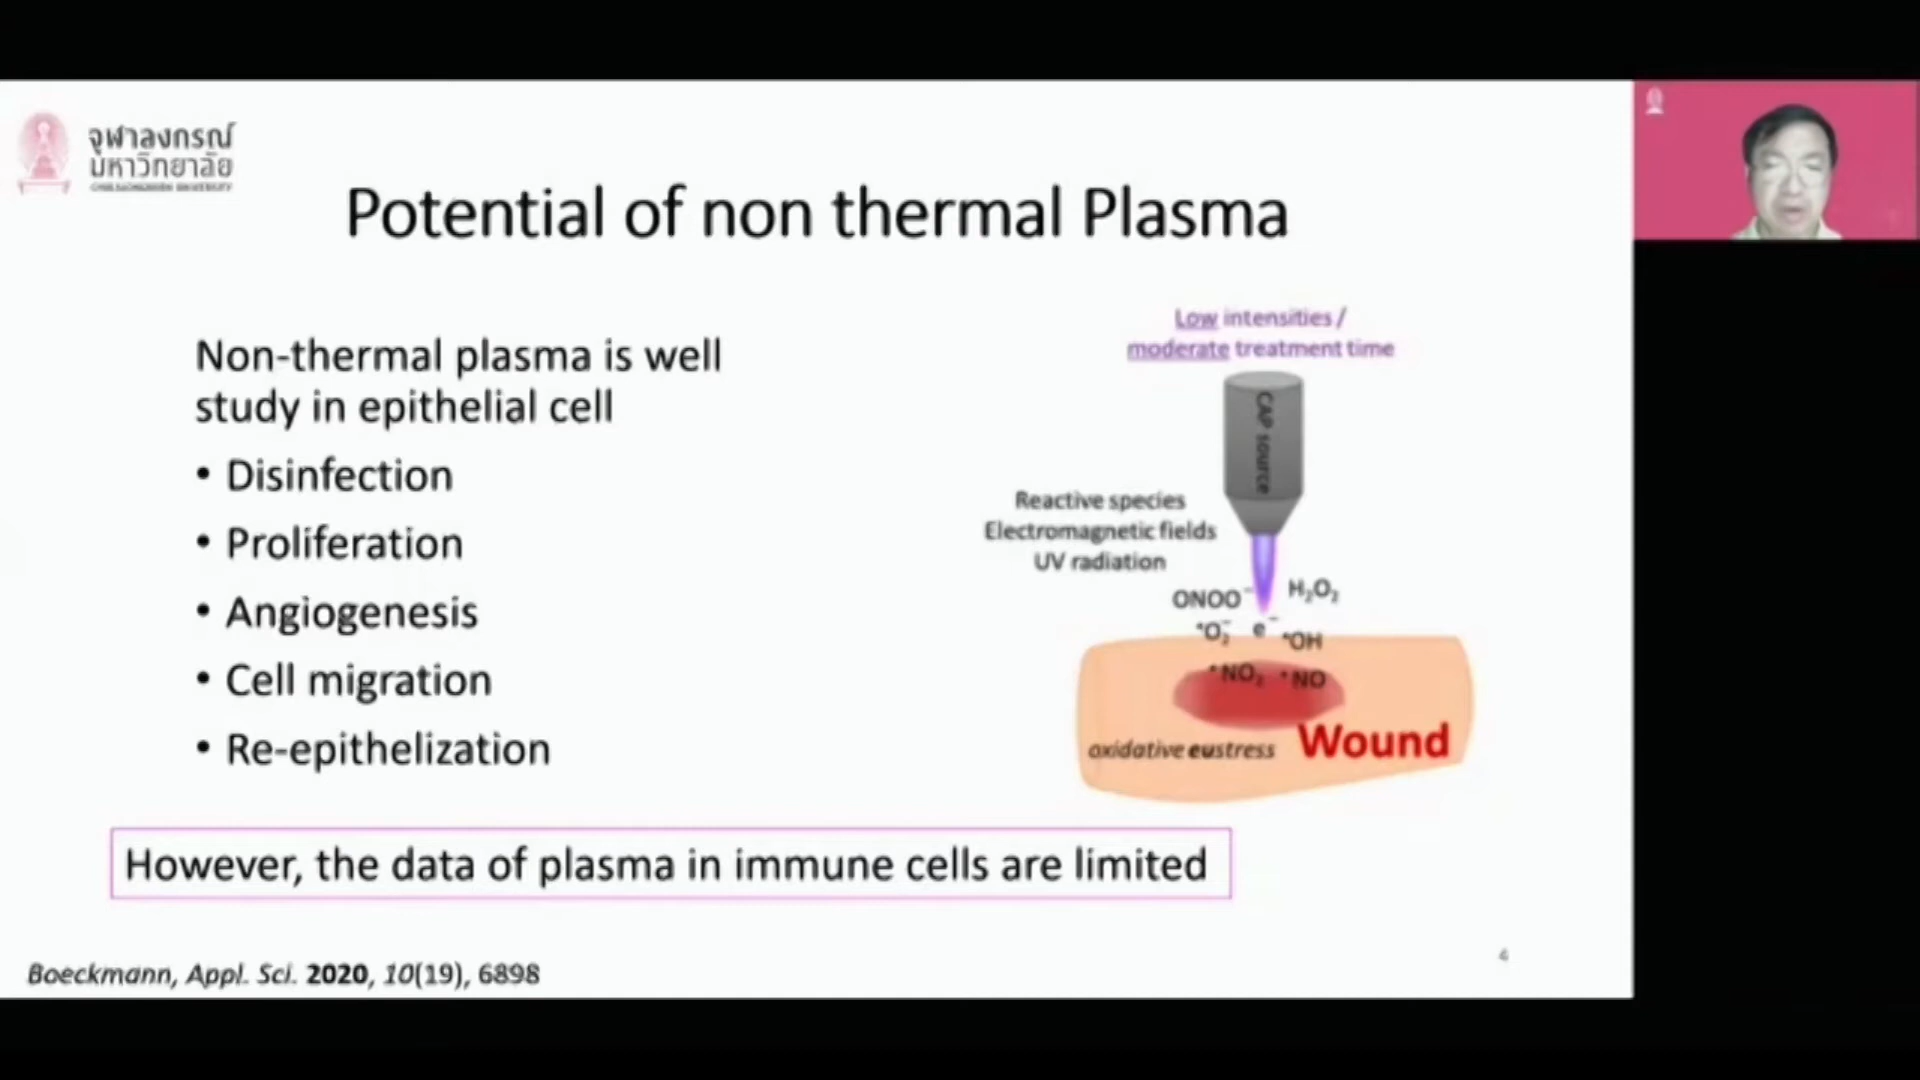 จุฬาลงกรณ์
มหาวิทยาลัย
CHULALONGKORN UNIVERSITY
Potential of non thermal Plasma
Non-thermal plasma is well
study in epithelial cell
• Disinfection
• Proliferation
• Angiogenesis
• Cell migration
• Re-epithelization
Low intensities /
moderate treatment time
CAP source
Reactive species
Electromagnetic fields
UV radiation
ONOO⁻ H₂O₂
•O₂⁻ e⁻ •OH
•NO₂ •NO
oxidative eustress Wound
However, the data of plasma in immune cells are limited
Boeckmann, Appl. Sci. 2020, 10(19), 6898
4